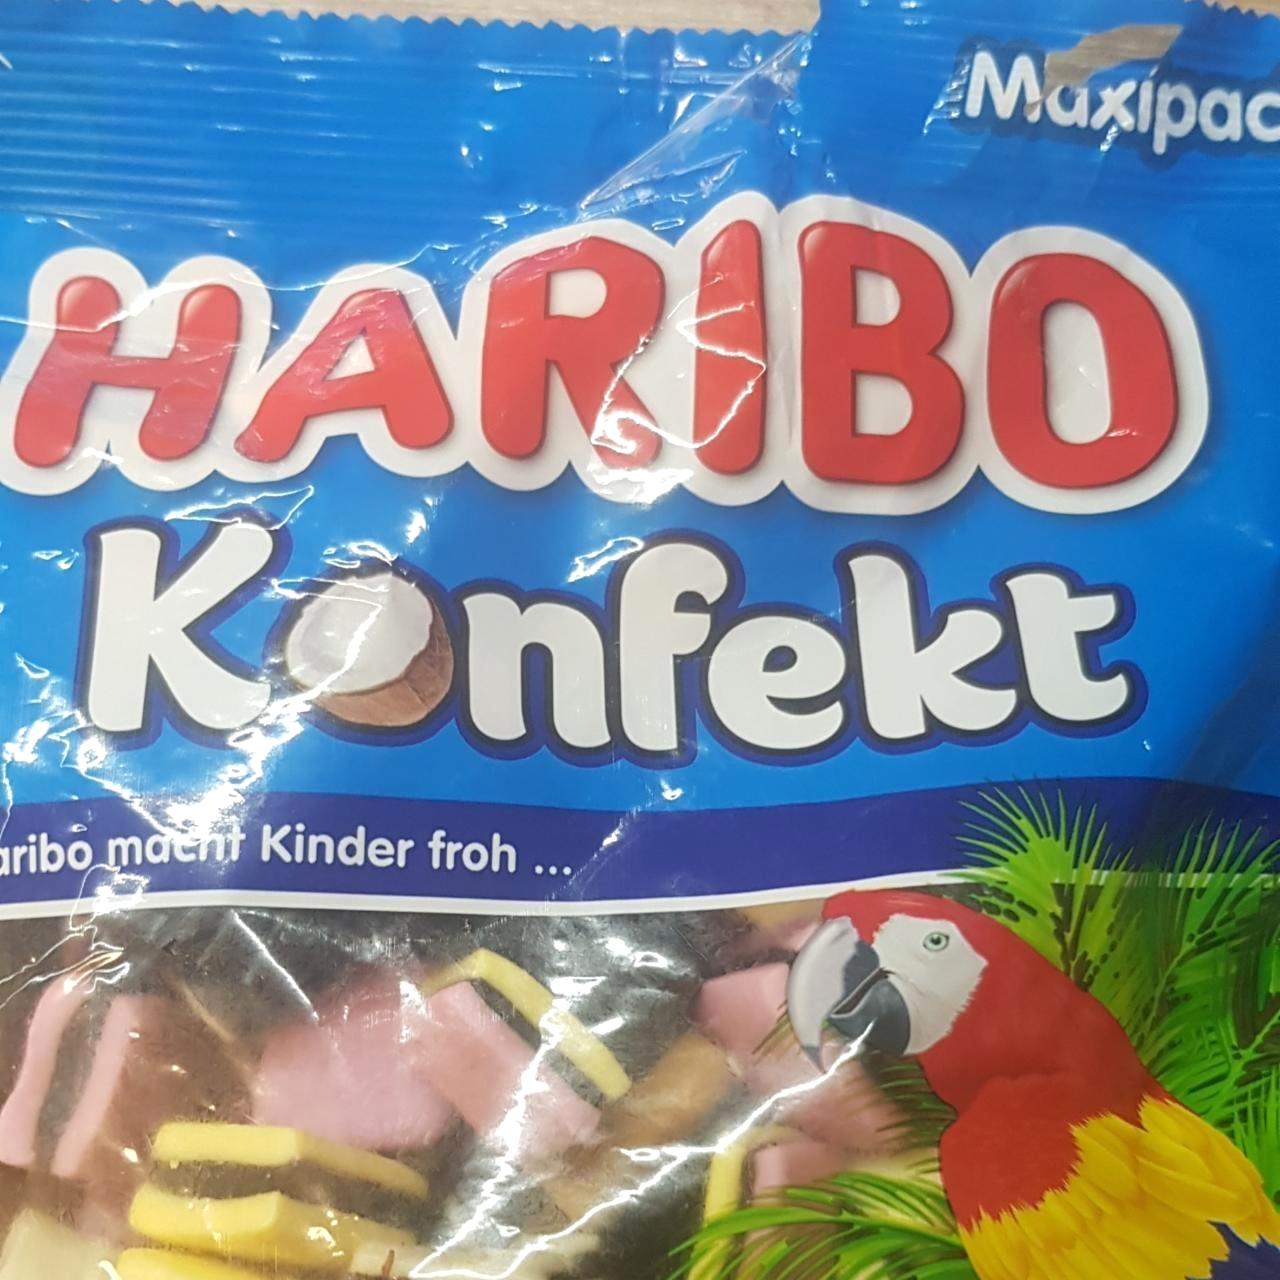 Maxipac
HARIBO
Konfekt
aribo macht Kinder froh ...